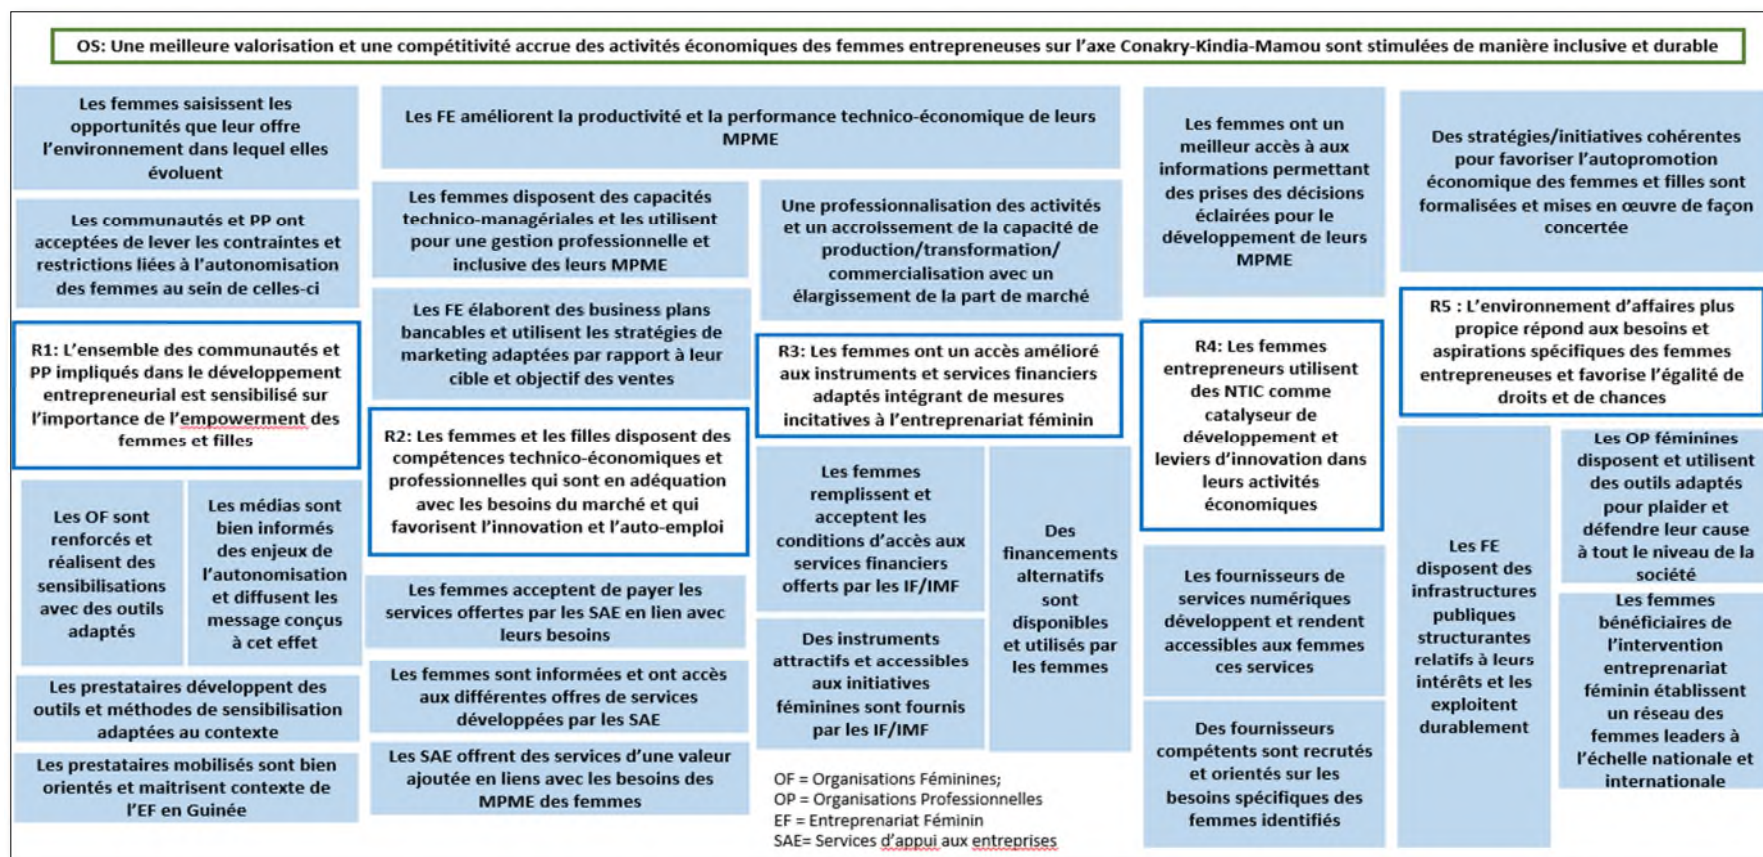 OS: Une meilleure valorisation et une compétitivité accrue des activités économiques des femmes entrepreneuses sur l'axe Conakry-Kindia-Mamou sont stimulées de manière inclusive et durable
Les femmes saisissent les
opportunités que leur offre
l'environnement dans lequel elles
évoluent
Les communautés et PP ont
acceptées de lever les contraintes et
restrictions liées à l'autonomisation
des femmes au sein de celles-ci
R1: L'ensemble des communautés et
PP impliqués dans le développement
entrepreneurial est sensibilisé sur
l'importance de l'empowerment des
femmes et filles
Les OF sont
renforcés et
réalisent des
sensibilisations
avec des outils
adaptés
Les médias sont
bien informés
des enjeux de
l'autonomisation
et diffusent les
message conçus
à cet effet
Les prestataires développent des
outils et méthodes de sensibilisation
adaptées au contexte
Les prestataires mobilisés sont bien
orientés et maitrisent contexte de
l'EF en Guinée
Les FE améliorent la productivité et la performance technico-économique de leurs
MPME
Les femmes disposent des capacités
technico-managériales et les utilisent
pour une gestion professionnelle et
inclusive des leurs MPME
Les FE élaborent des business plans
bancables et utilisent les stratégies de
marketing adaptées par rapport à leur
cible et objectif des ventes
R2: Les femmes et les filles disposent des
compétences technico-économiques et
professionnelles qui sont en adéquation
avec les besoins du marché et qui
favorisent l'innovation et l'auto-emploi
Les femmes acceptent de payer les
services offertes par les SAE en lien avec
leurs besoins
Les femmes sont informées et ont accès
aux différentes offres de services
développées par les SAE
Les SAE offrent des services d'une valeur
ajoutée en liens avec les besoins des
MPME des femmes
Une professionnalisation des activités
et un accroissement de la capacité de
production/transformation/
commercialisation avec un
élargissement de la part de marché
R3: Les femmes ont un accès amélioré
aux instruments et services financiers
adaptés intégrant de mesures
incitatives à l'entreprenariat féminin
Les femmes
remplissent et
acceptent les
conditions d'accès aux
services financiers
offerts par les IF/IMF
Des instruments
attractifs et accessibles
aux initiatives
féminines sont fournis
par les IF/IMF
Des
financements
alternatifs
sont
disponibles
et utilisés par
les femmes
OF = Organisations Féminines;
OP = Organisations Professionnelles
EF = Entreprenariat Féminin
SAE= Services d'appui aux entreprises
Les femmes ont un
meilleur accès à aux
informations permettant
des prises des décisions
éclairées pour le
développement de leurs
MPME
R4: Les femmes
entrepreneurs utilisent
des NTIC comme
catalyseur de
développement et
leviers d'innovation dans
leurs activités
économiques
Les fournisseurs de
services numériques
développent et rendent
accessibles aux femmes
ces services
Des fournisseurs
compétents sont recrutés
et orientés sur les
besoins spécifiques des
femmes identifiés
Des stratégies/initiatives cohérentes
pour favoriser l'autopromotion
économique des femmes et filles sont
formalisées et mises en œuvre de façon
concertée
R5 : L'environnement d'affaires plus
propice répond aux besoins et
aspirations spécifiques des femmes
entrepreneuses et favorise l'égalité de
droits et de chances
Les FE
disposent des
infrastructures
publiques
structurantes
relatif à leurs
intérêts et les
exploitent
durablement
Les OP féminines
disposent et utilisent
des outils adaptés
pour plaider et
défendre leur cause
à tout le niveau de la
société
Les femmes
bénéficiaires de
l'intervention
entreprenariat
féminin établissent
un réseau des
femmes leaders à
l'échelle nationale et
internationale